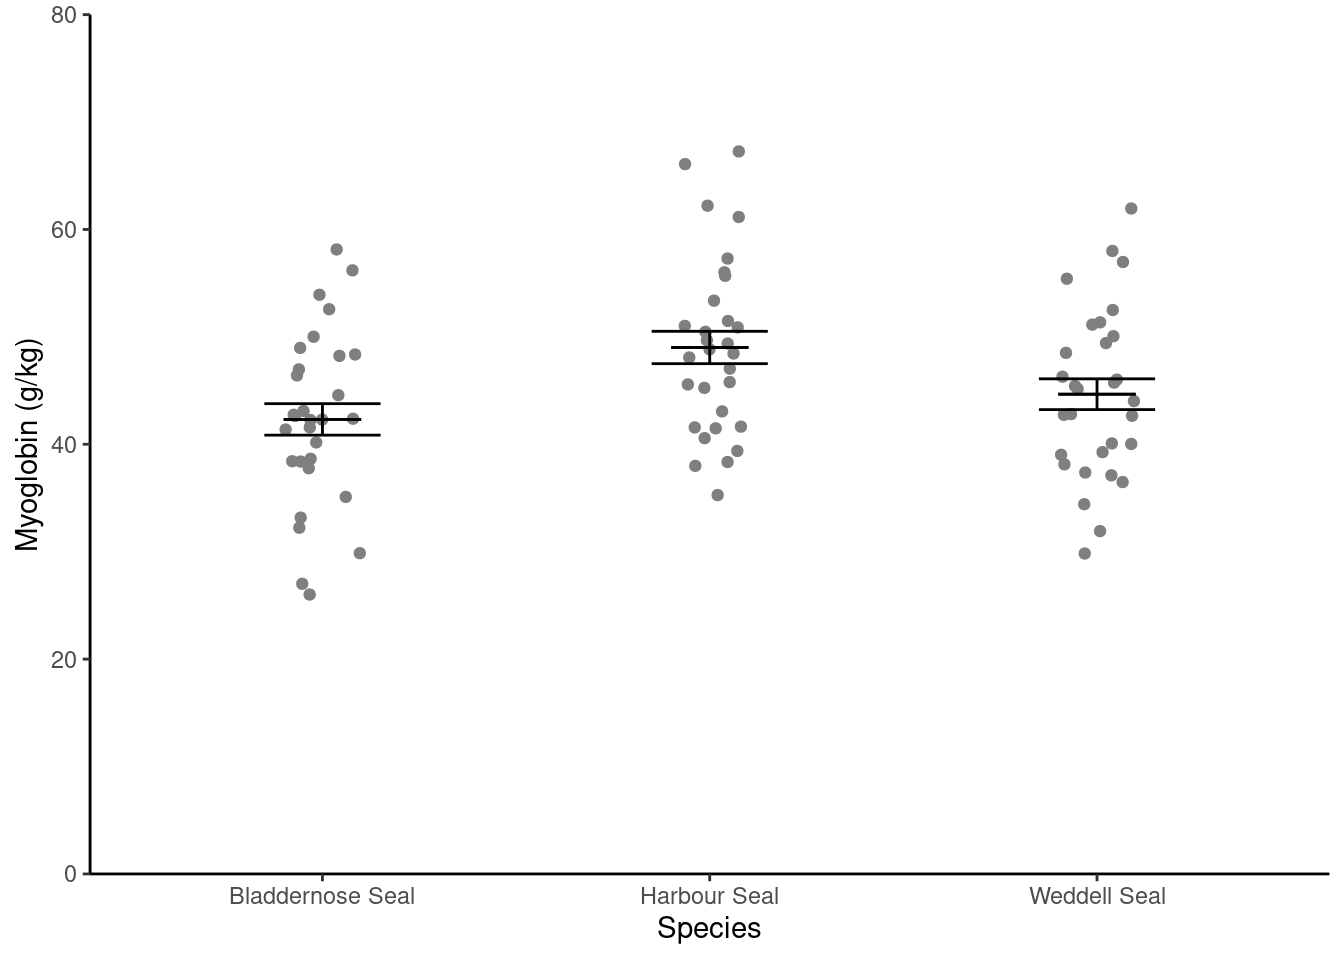 80
60
40
20
0
Myoglobin (g/kg)
Bladdernose Seal
Harbour Seal
Weddell Seal
Species